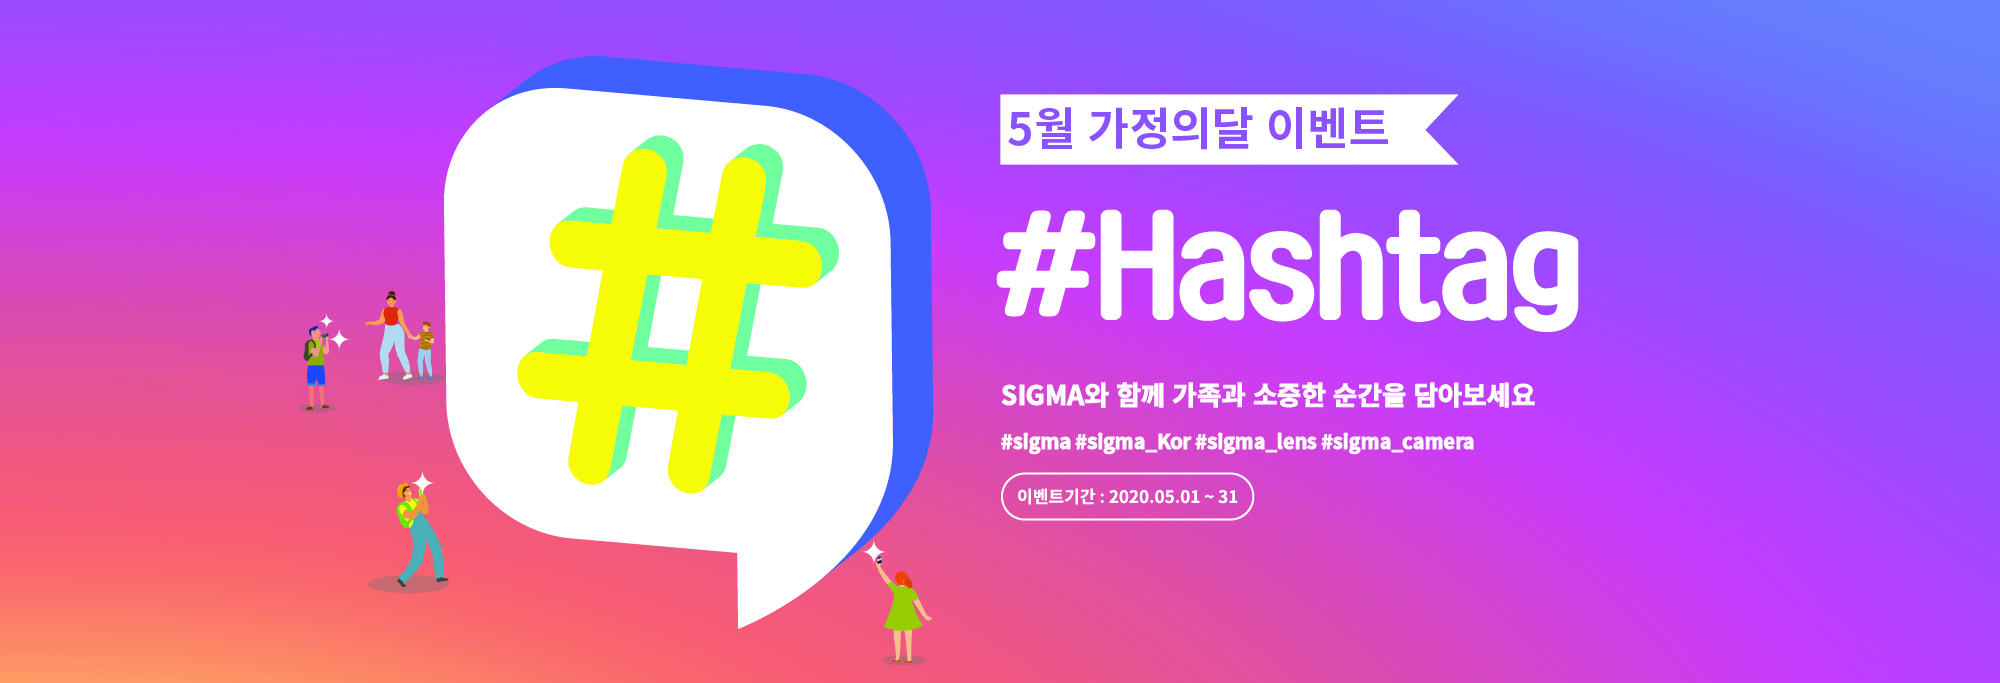 #
5월 가정의달 이벤트
#Hashtag
SIGMA와 함께 가족과 소중한 순간을 담아보세요
#sigma #sigma_Kor #sigma_lens #sigma_camera
이벤트기간 : 2020.05.01 ~ 31